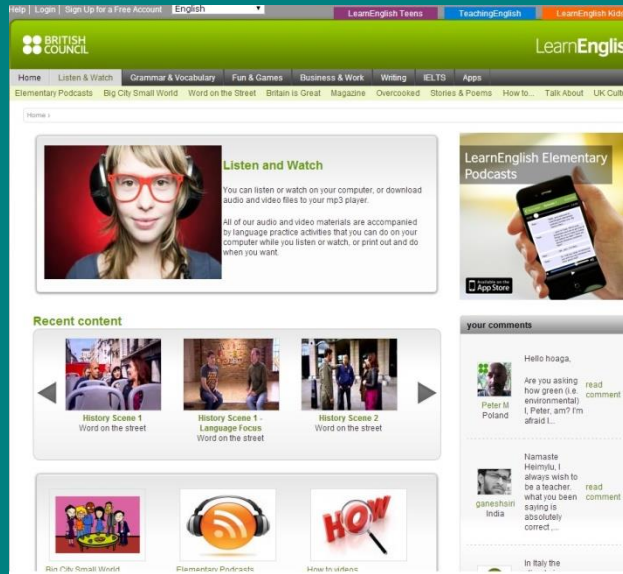 Help | Login | Sign Up for a Free Account English
LearnEnglish Teens TeachingEnglish LearnEnglish Kids
BRITISH
COUNCIL
LearnEnglis
Home Listen & Watch Grammar & Vocabulary Fun & Games Business & Work Writing IELTS Apps
Elementary Podcasts Big City Small World Word on the Street Britain is Great Magazine Overcooked Stories & Poems How to... Talk About UK Cult
Home ›
Listen and Watch
You can listen or watch on your computer, or download
audio and video files to your mp3 player.
All of our audio and video materials are accompanied
by language practice activities that you can do on your
computer while you listen or watch, or print out and do
when you want.
LearnEnglish Elementary
Podcasts
Available on the
App Store
Recent content
History Scene 1
Word on the street
History Scene 1 -
Language Focus
Word on the street
History Scene 2
Word on the street
HOW
Big City Small World
Elementary Podcasts
How to videos
your comments
Peter M
Poland
Hello hoaga,
Are you asking
how green (i.e.
environmental)
I, Peter, am? I'm
afraid I...
read
comment
ganeshsiri
India
Namaste
Heimylu, I
always wish to
be a teacher.
what you been
saying is
absolutely
correct ,...
read
comment
In Italy the